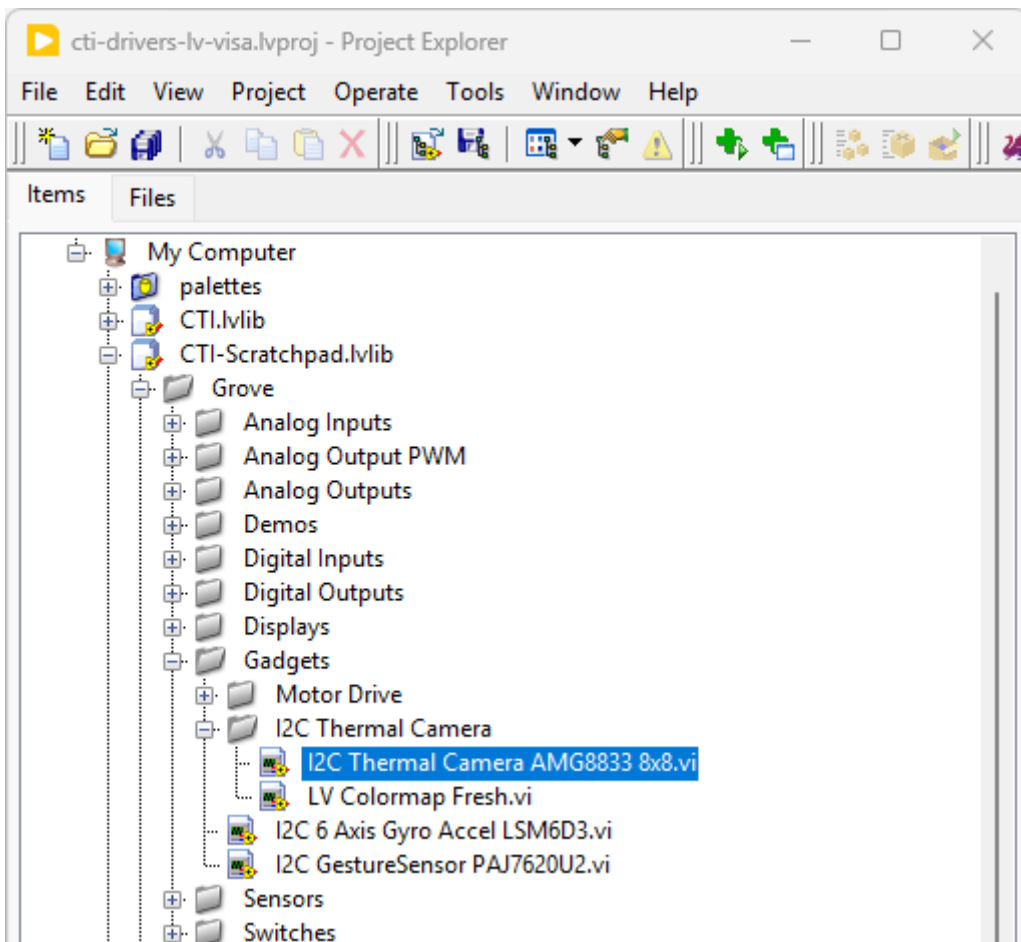 cti-drivers-lv-visa.lvproj - Project Explorer
File Edit View Project Operate Tools Window Help
Items Files
My Computer
palettes
CTI.lvlib
CTI-Scratchpad.lvlib
Grove
Analog Inputs
Analog Output PWM
Analog Outputs
Demos
Digital Inputs
Digital Outputs
Displays
Gadgets
Motor Drive
I2C Thermal Camera
I2C Thermal Camera AMG8833 8x8.vi
LV Colormap Fresh.vi
I2C 6 Axis Gyro Accel LSM6D3.vi
I2C GestureSensor PAJ7620U2.vi
Sensors
Switches